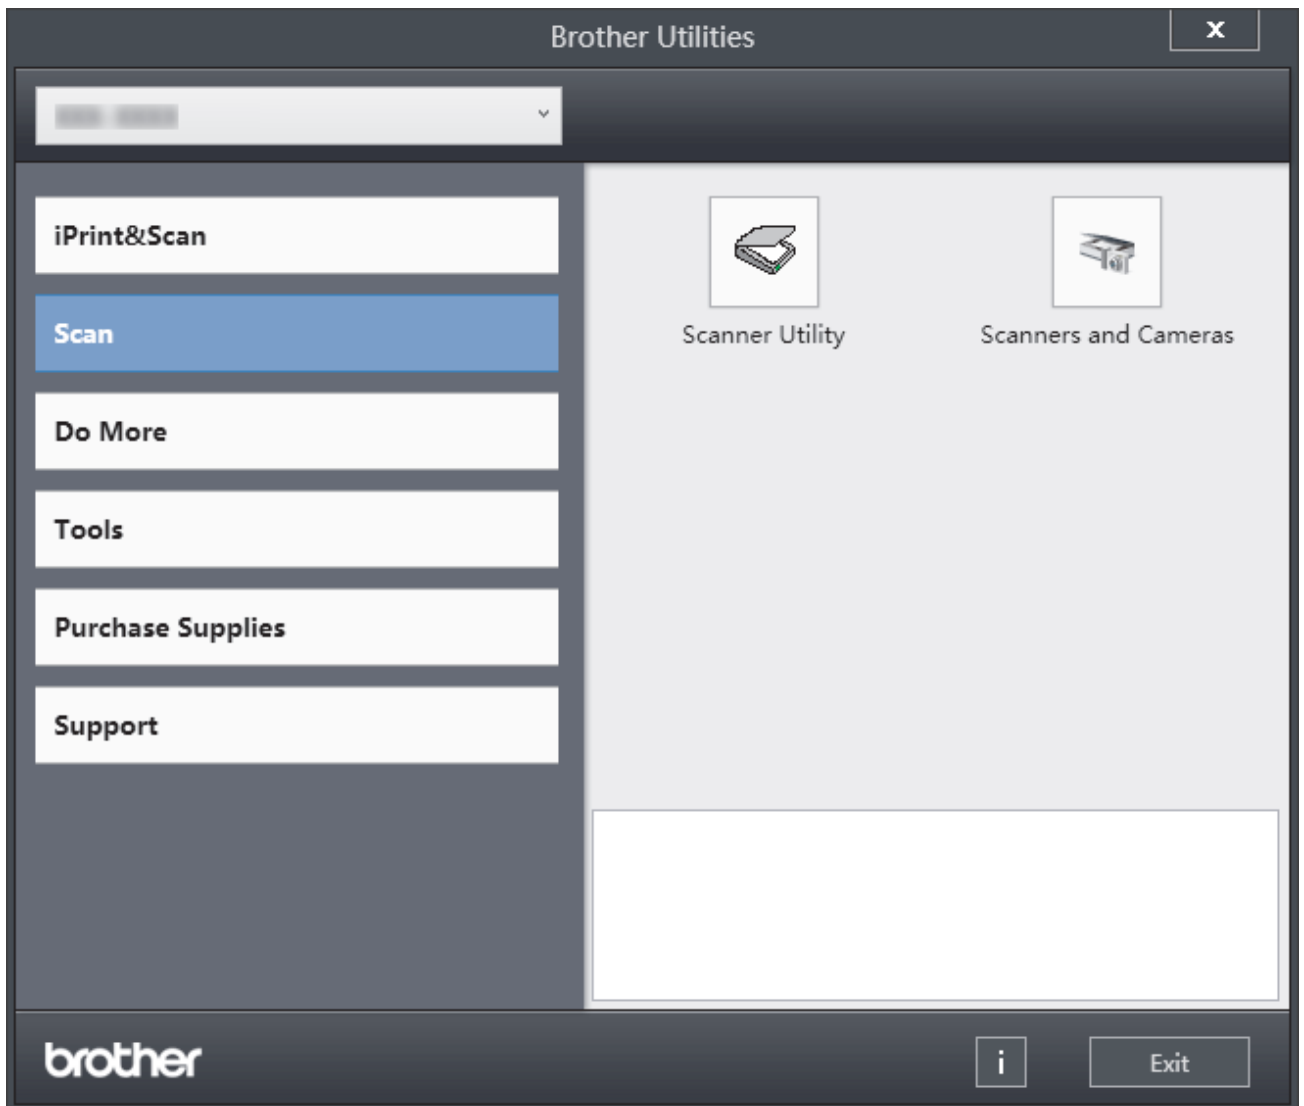 Brother Utilities
x
iPrint&Scan
Scan
Do More
Tools
Purchase Supplies
Support
Scanner Utility
Scanners and Cameras
brother
i
Exit